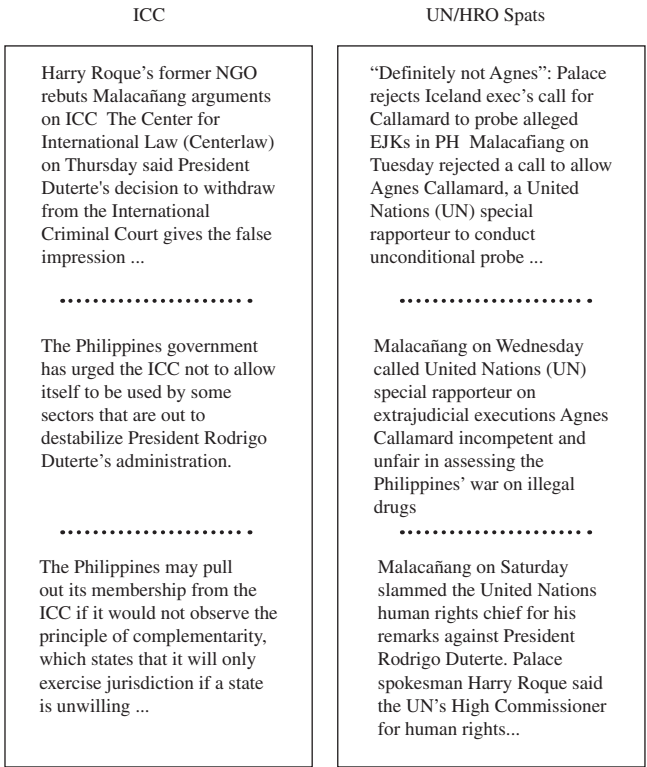 ICC
Harry Roque’s former NGO
rebuts Malacañang arguments
on ICC  The Center for
International Law (Centerlaw)
on Thursday said President
Duterte's decision to withdraw
from the International
Criminal Court gives the false
impression ...
The Philippines government
has urged the ICC not to allow
itself to be used by some
sectors that are out to
destabilize President Rodrigo
Duterte’s administration.
The Philippines may pull
out its membership from the
ICC if it would not observe the
principle of complementarity,
which states that it will only
exercise jurisdiction if a state
is unwilling ...
UN/HRO Spats
“Definitely not Agnes”: Palace
rejects Iceland exec’s call for
Callamard to probe alleged
EJKs in PH  Malacafiang on
Tuesday rejected a call to allow
Agnes Callamard, a United
Nations (UN) special
rapporteur to conduct
unconditional probe ...
Malacañang on Wednesday
called United Nations (UN)
special rapporteur on
extrajudicial executions Agnes
Callamard incompetent and
unfair in assessing the
Philippines’ war on illegal
drugs
Malacañang on Saturday
slammed the United Nations
human rights chief for his
remarks against President
Rodrigo Duterte. Palace
spokesman Harry Roque said
the UN’s High Commissioner
for human rights...